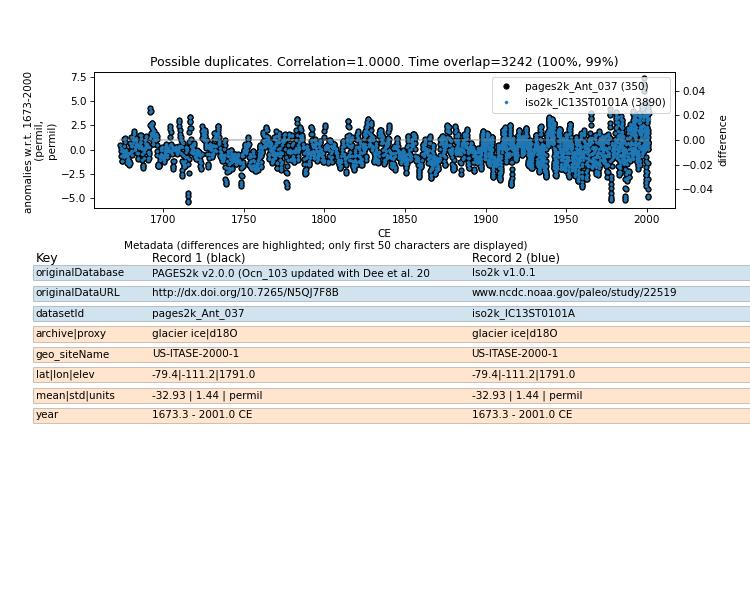 Possible duplicates. Correlation=1.0000. Time overlap=3242 (100%, 99%)
anomalies w.r.t. 1673-2000
(permil,
permil)
7.5
5.0
2.5
0.0
−2.5
−5.0
pages2k_Ant_037 (350)
iso2k_IC13ST0101A (3890)
0.04
0.02
0.00
−0.02
−0.04
difference
1700 1750 1800 1850 1900 1950 2000
CE
Metadata (differences are highlighted; only first 50 characters are displayed)
Key Record 1 (black) Record 2 (blue)
originalDatabase PAGES2k v2.0.0 (Ocn_103 updated with Dee et al. 20 Iso2k v1.0.1
originalDataURL http://dx.doi.org/10.7265/N5QJ7F8B www.ncdc.noaa.gov/paleo/study/22519
datasetId pages2k_Ant_037 iso2k_IC13ST0101A
archive|proxy glacier ice|d18O glacier ice|d18O
geo_siteName US-ITASE-2000-1 US-ITASE-2000-1
lat|lon|elev -79.4|-111.2|1791.0 -79.4|-111.2|1791.0
mean|std|units -32.93 | 1.44 | permil -32.93 | 1.44 | permil
year 1673.3 - 2001.0 CE 1673.3 - 2001.0 CE